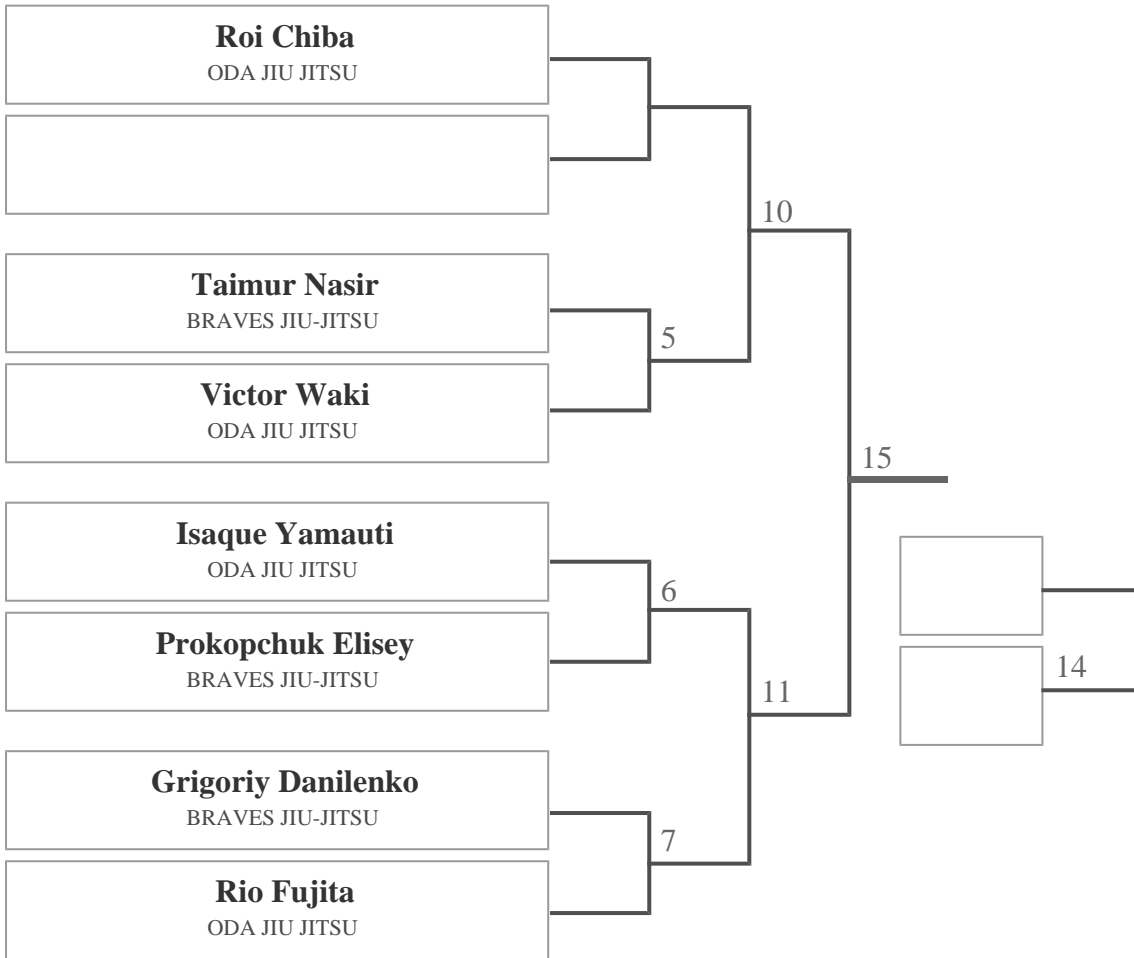 Roi Chiba
ODA JIU JITSU
10
Taimur Nasir
BRAVES JIU-JITSU
5
Victor Waki
ODA JIU JITSU
15
Isaque Yamauti
ODA JIU JITSU
6
Prokopchuk Elisey
BRAVES JIU-JITSU
14
11
Grigoriy Danilenko
BRAVES JIU-JITSU
7
Rio Fujita
ODA JIU JITSU